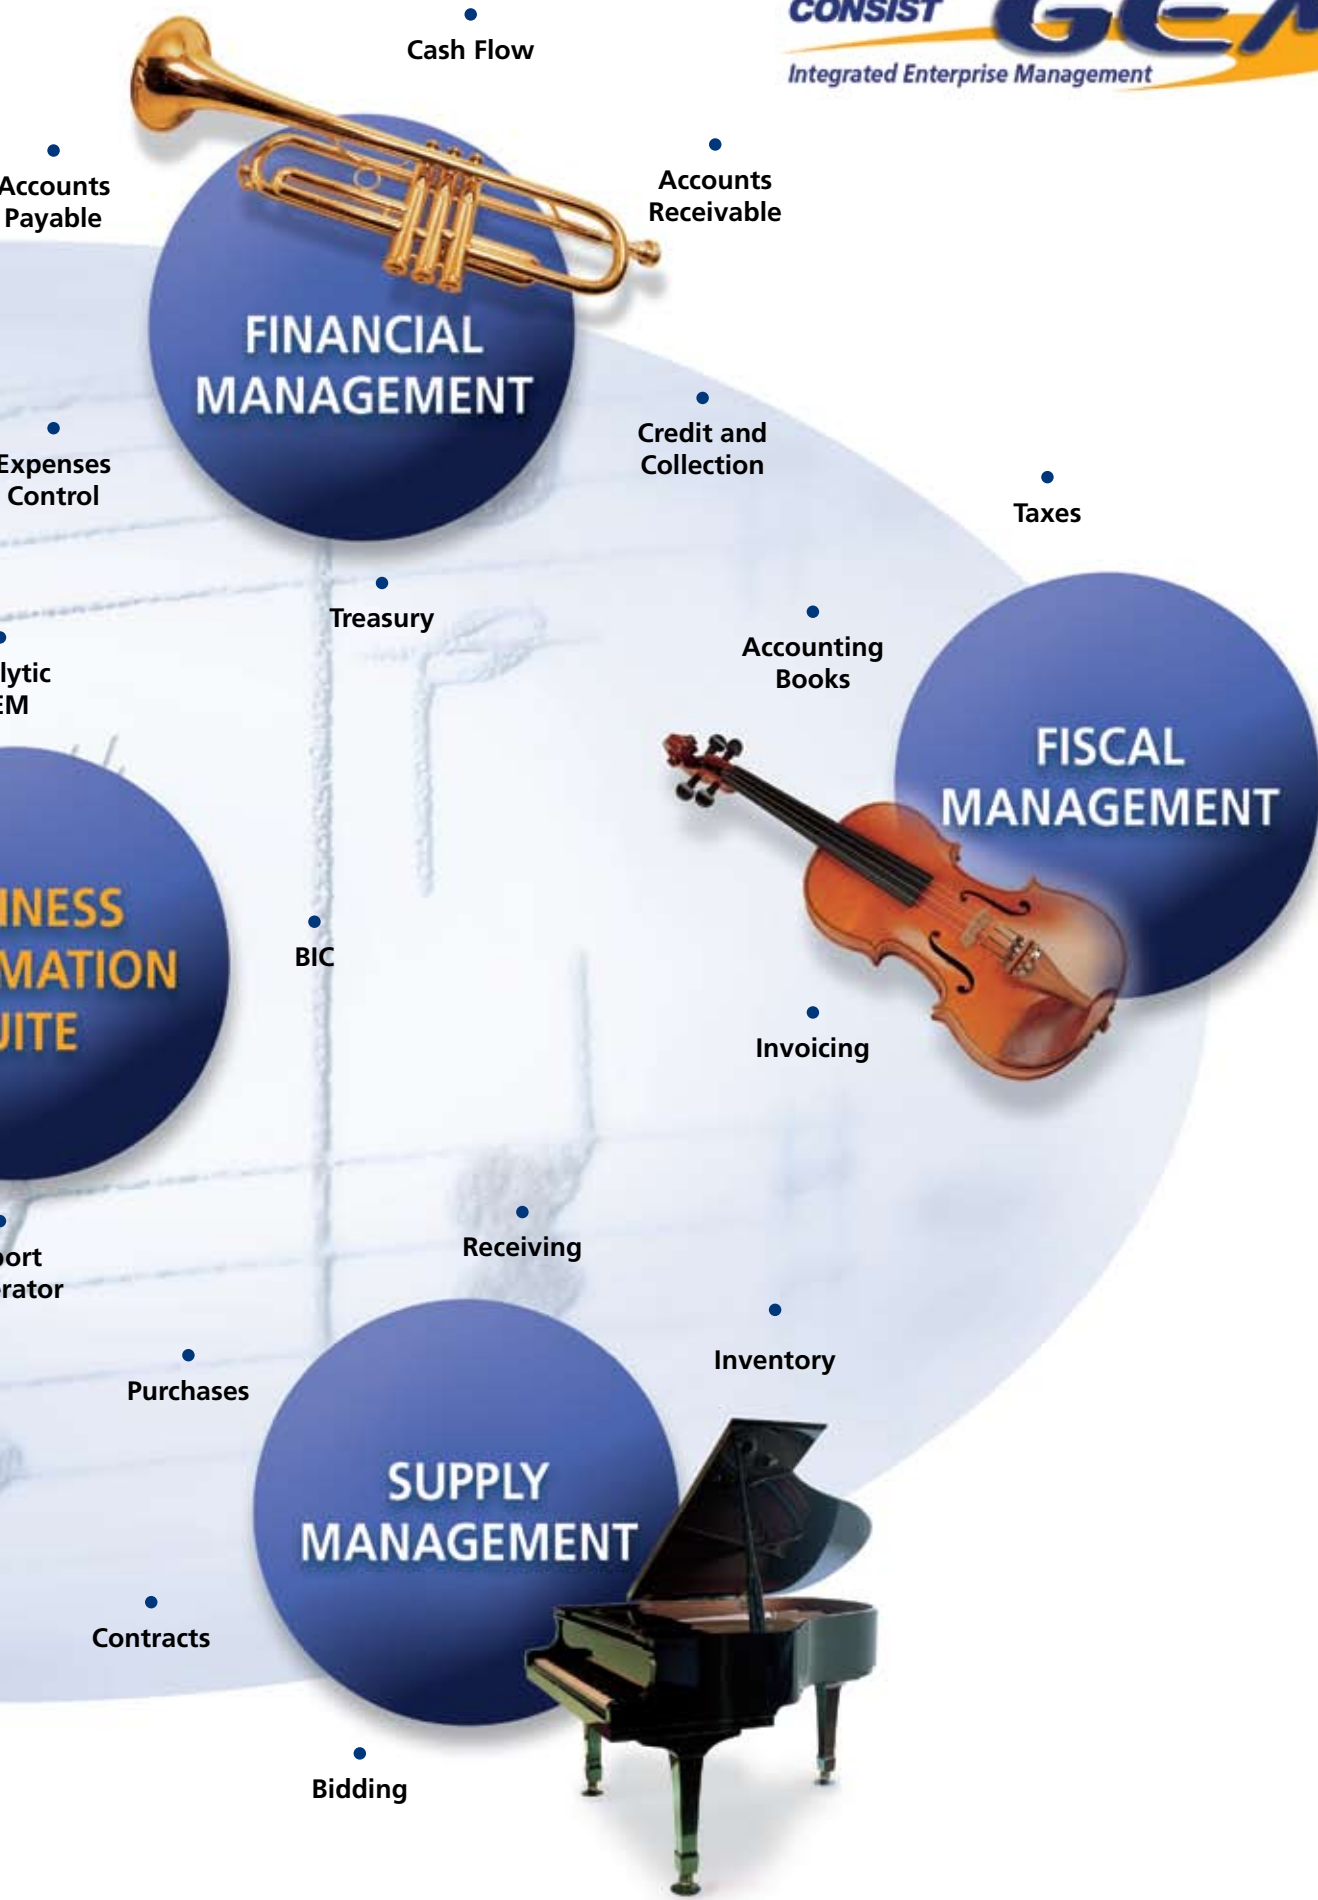 CONSIST
Integrated Enterprise Management
Cash Flow
Accounts
Payable
Accounts
Receivable
FINANCIAL
MANAGEMENT
Expenses
Control
Credit and
Collection
Taxes
Treasury
Accounting
Books
FISCAL
MANAGEMENT
BIC
Invoicing
Receiving
Inventory
Purchases
SUPPLY
MANAGEMENT
Contracts
Bidding